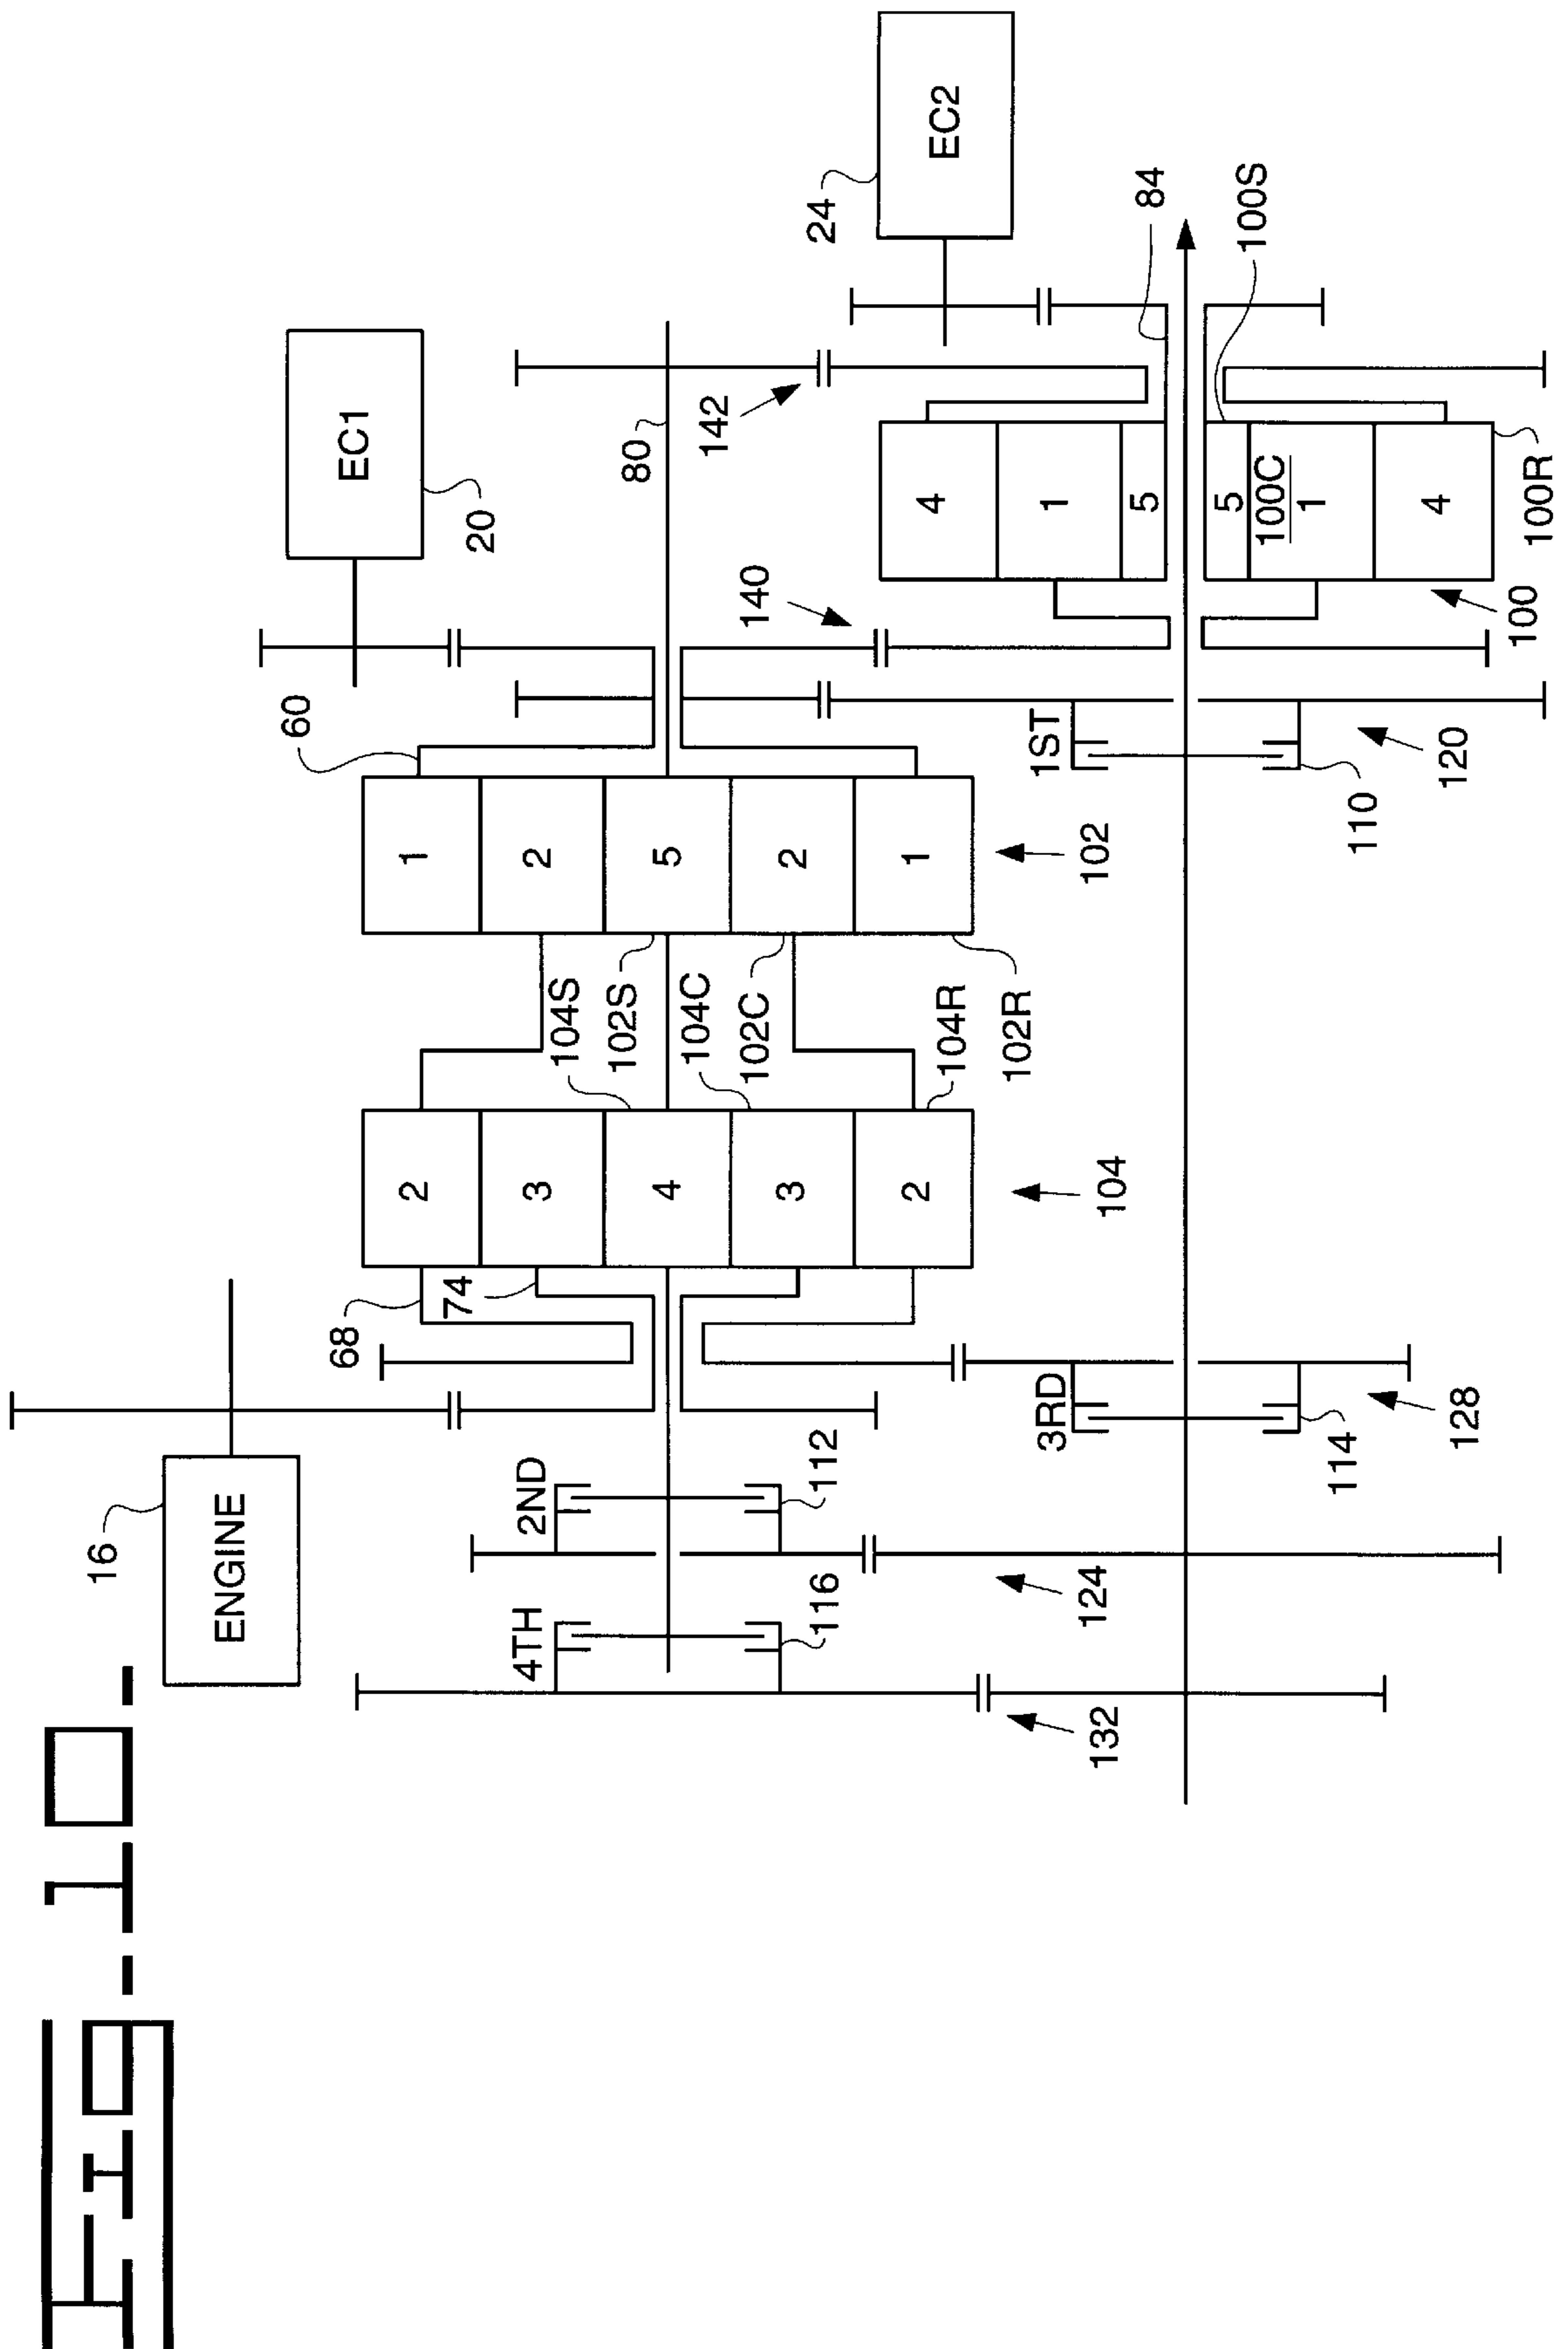 Fig-10-
16
ENGINE
60
68
EC1
20
74
1
2
2
3
5
4
2
3
1
2
4TH
2ND
104S
102S
104C
102C
104R
102R
80
142
140
116
112
24
EC2
132
124
104
102
4
1
5
5
100C
1
4
3RD
1ST
84
100S
114
110
128
120
100
100R